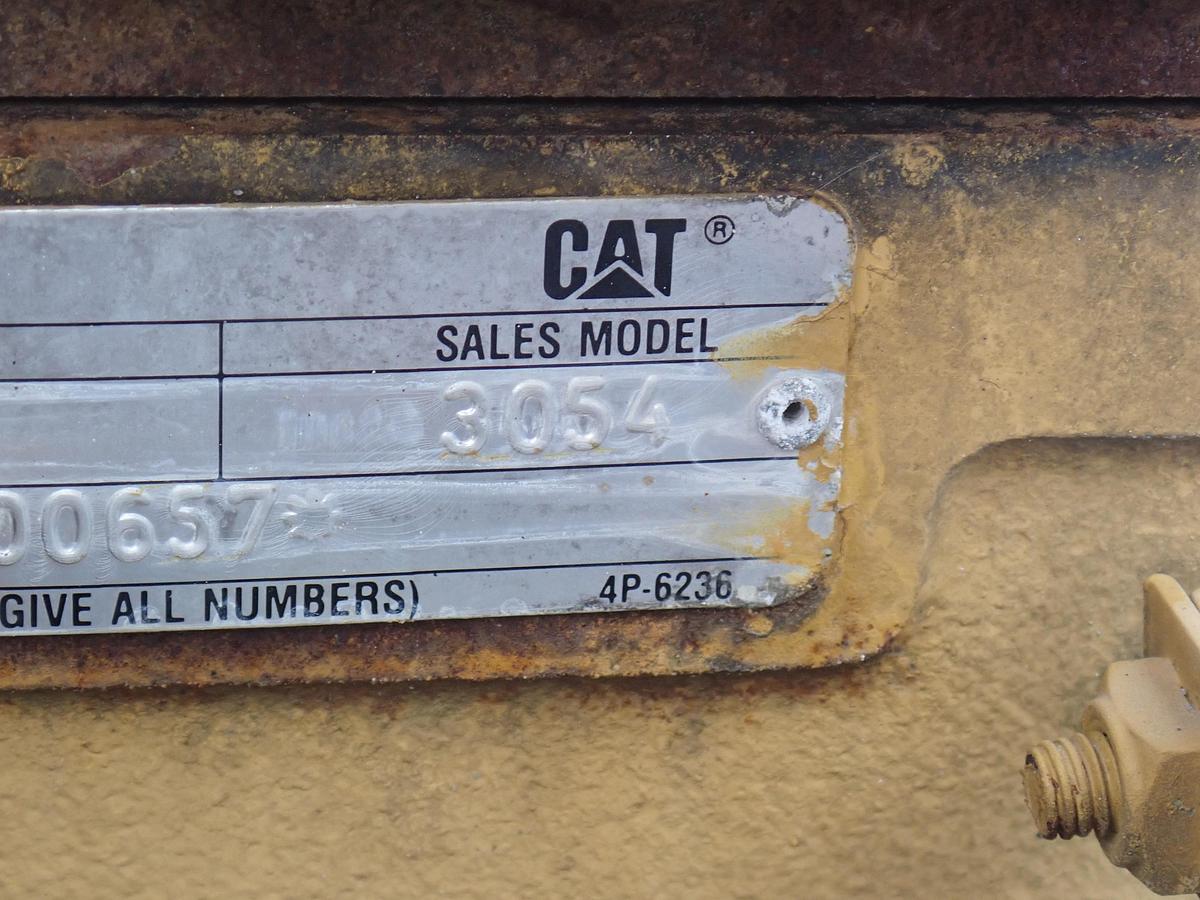 CAT ®
SALES MODEL
3054
00657*
(GIVE ALL NUMBERS) 4P-6236